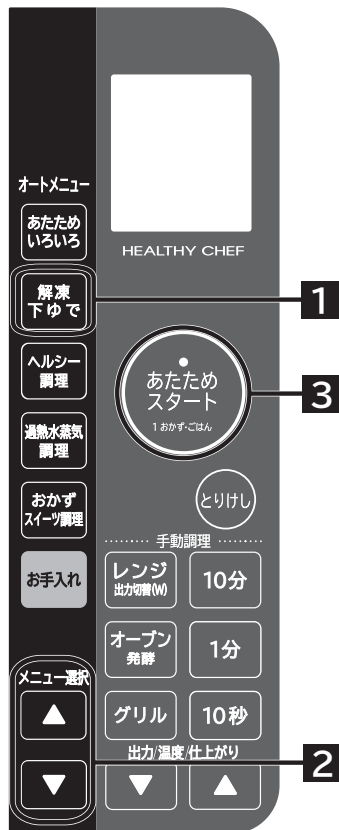 オートメニュー
あたため
いろいろ
解凍
下ゆで
ヘルシー
調理
過熱水蒸気
調理
おかず
スイーツ調理
お手入れ
メニュー選択
▲
▼
HEALTHY CHEF
あたため
スタート
1 おかず・ごはん
とりけし
手動調理
レンジ
出力切替(W)
10分
オーブン
発酵
1分
グリル
10秒
出力/温度/仕上がり
▼
▲
1
3
2